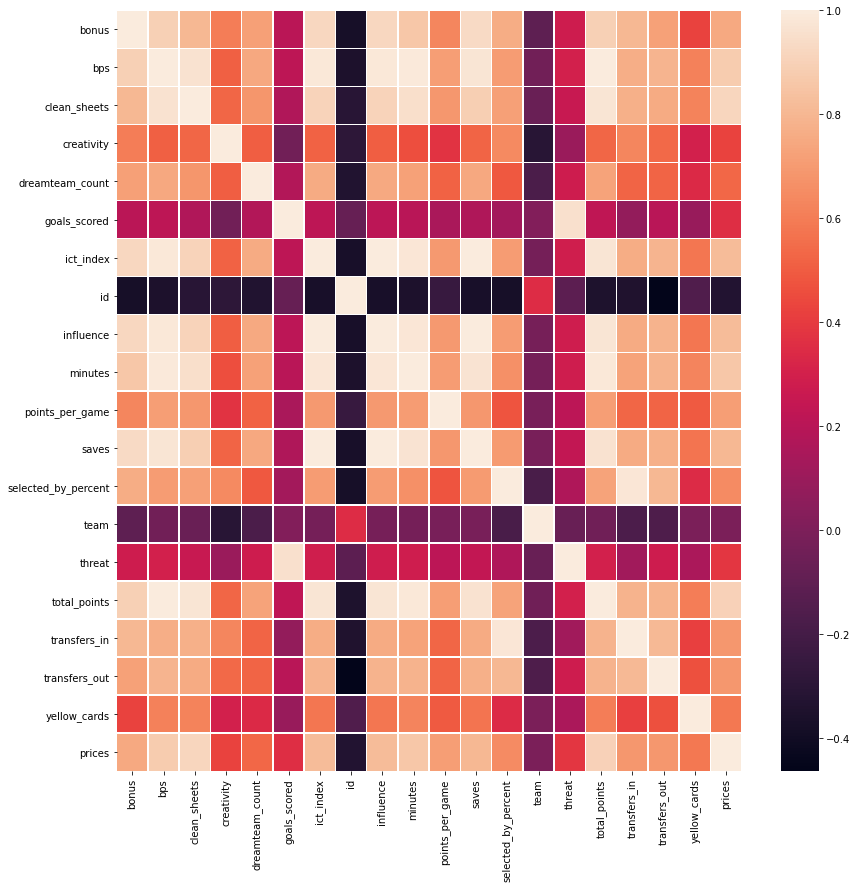 bonus
bps
clean_sheets
creativity
dreamteam_count
goals_scored
ict_index
id
influence
minutes
points_per_game
saves
selected_by_percent
team
threat
total_points
transfers_in
transfers_out
yellow_cards
prices
bonus
bps
clean_sheets
creativity
dreamteam_count
goals_scored
ict_index
id
influence
minutes
points_per_game
saves
selected_by_percent
team
threat
total_points
transfers_in
transfers_out
yellow_cards
prices
1.0
0.8
0.6
0.4
0.2
0.0
−0.2
−0.4